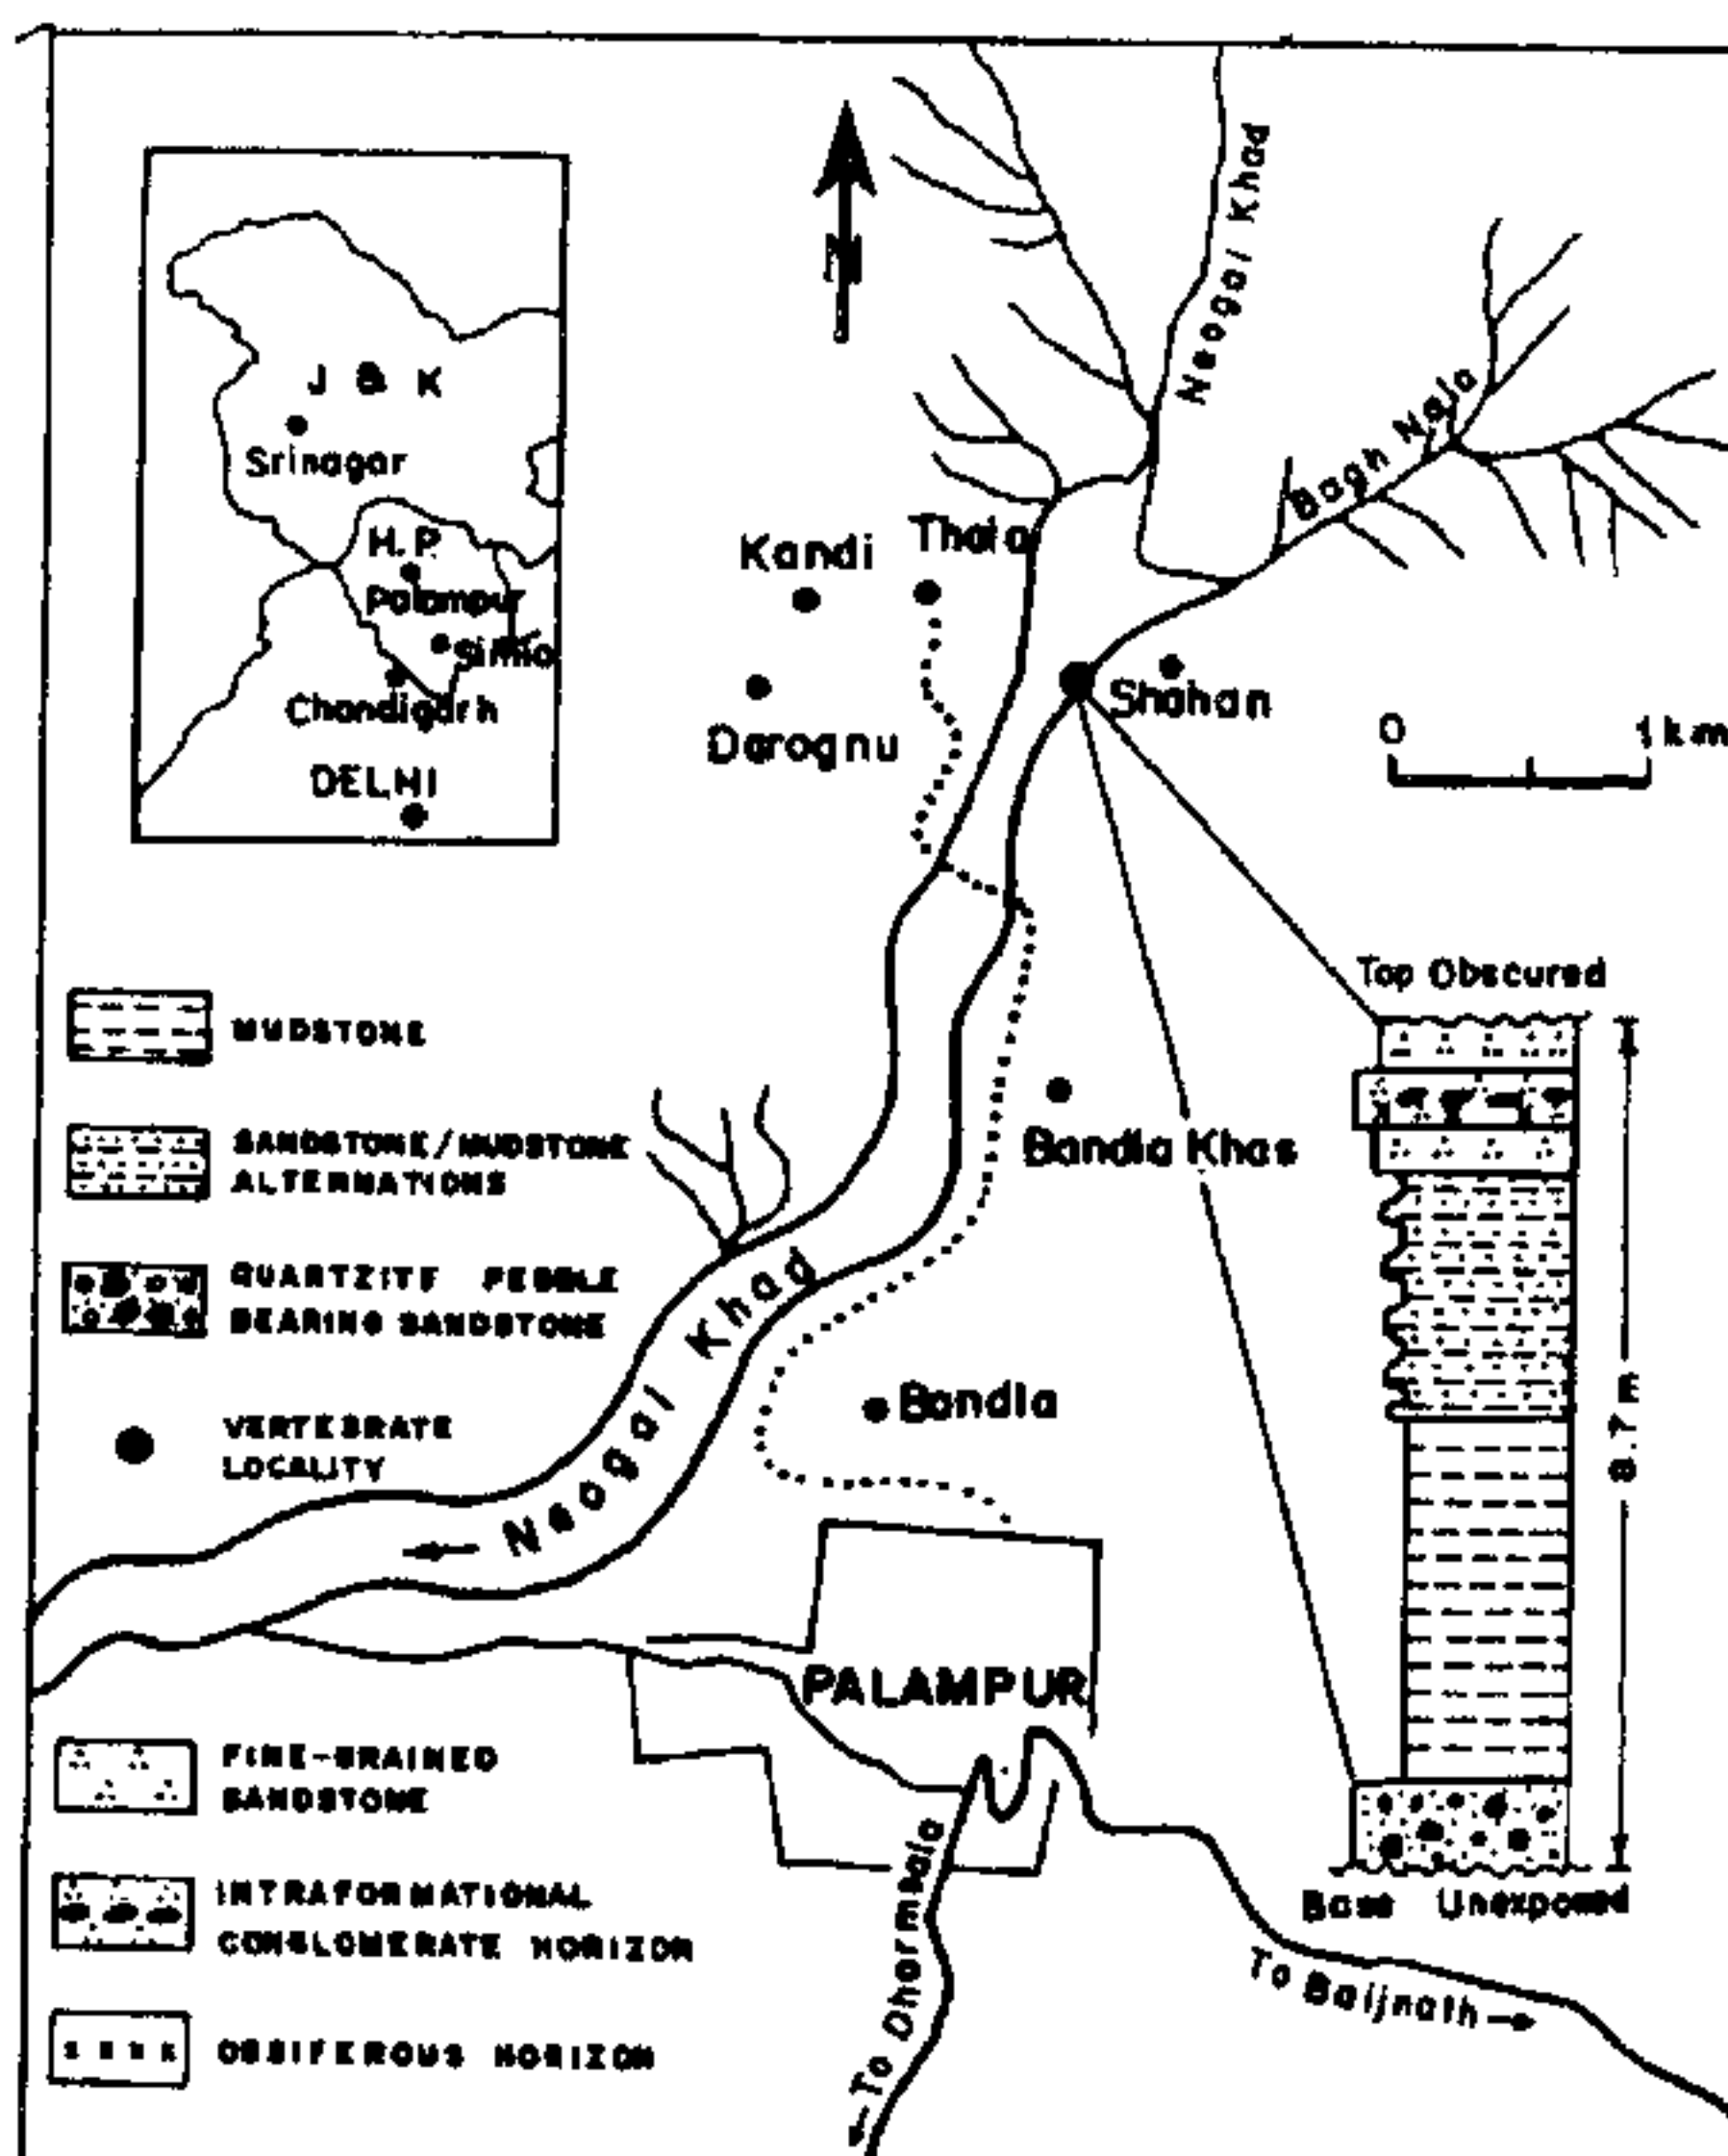 N
Neogal Khad
Bagh Nala
J & K
Srinagar
H.P.
Palampur
Simla
Chandigarh
DELHI
Kandi
Thala
Darognu
Shahan
0 1 km
Top Obscured
MUDSTONE
SANDSTONE/MUDSTONE
ALTERNATIONS
QUARTZITE PEBBLE
BEARING SANDSTONE
VERTEBRATE
LOCALITY
Bandla Khas
Bandla
Neogal Khad
8.7 m
PALAMPUR
FINE-GRAINED
SANDSTONE
INTRAFORMATIONAL
CONGLOMERATE HORIZON
OSSIFEROUS HORIZON
Base Unexposed
To Dharmsala
To Baijnath